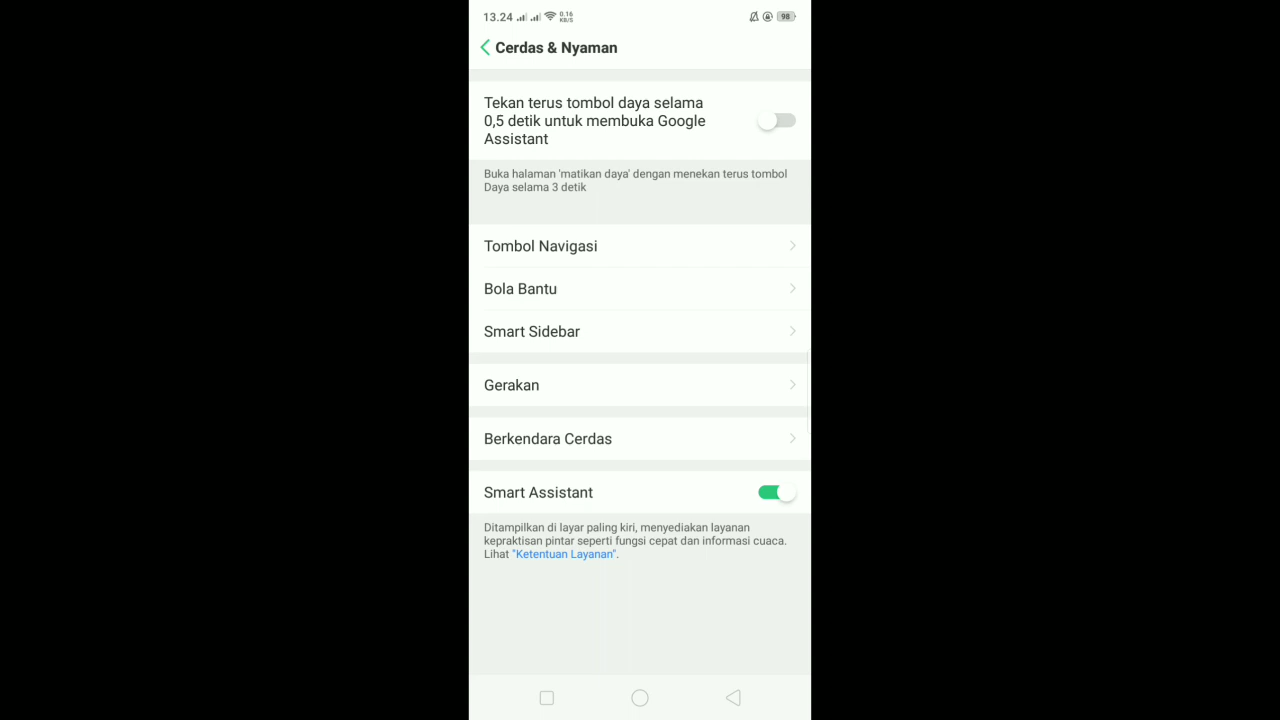 13.24 0.16 KB/S 98
Cerdas & Nyaman
Tekan terus tombol daya selama
0,5 detik untuk membuka Google
Assistant
Buka halaman 'matikan daya' dengan menekan terus tombol
Daya selama 3 detik
Tombol Navigasi
Bola Bantu
Smart Sidebar
Gerakan
Berkendara Cerdas
Smart Assistant
Ditampilkan di layar paling kiri, menyediakan layanan
kepraktisan pintar seperti fungsi cepat dan informasi cuaca.
Lihat "Ketentuan Layanan".